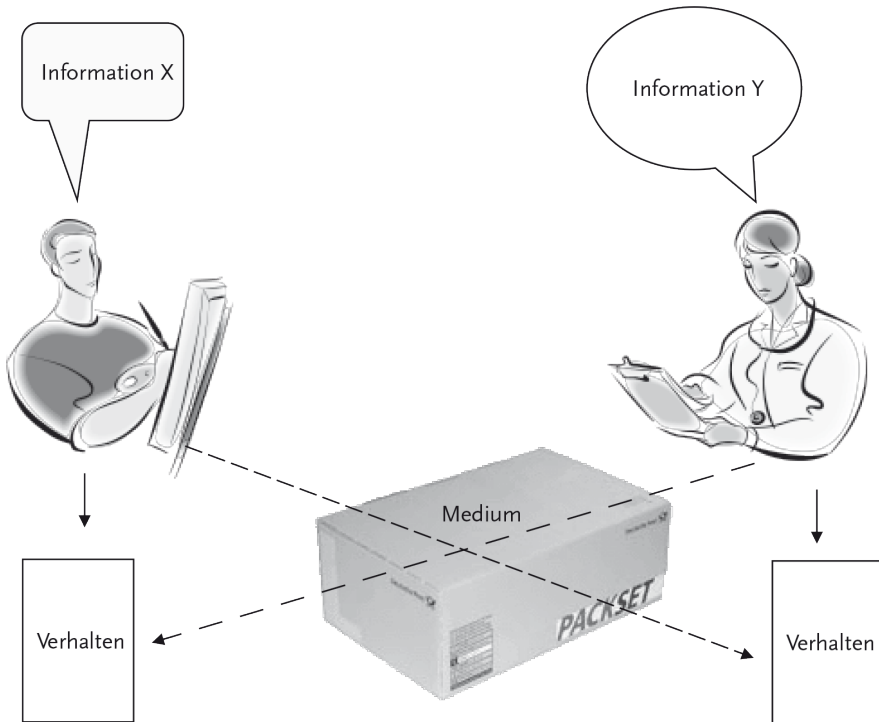 Information X
Information Y
Medium
PACKSET
Verhalten
Verhalten